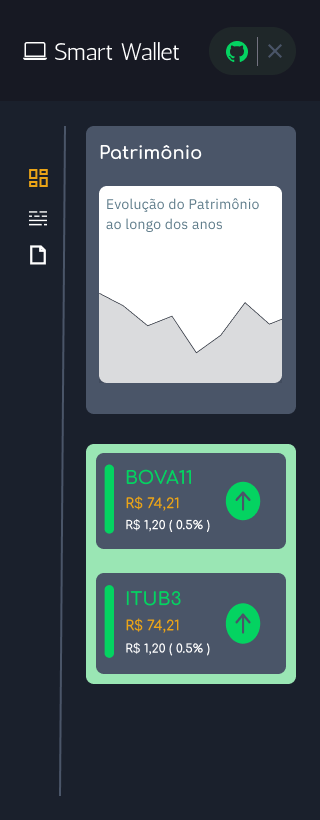 Smart Wallet
Patrimônio
Evolução do Patrimônio
ao longo dos anos
BOVA11
R$ 74,21
R$ 1,20 ( 0.5% )
ITUB3
R$ 74,21
R$ 1,20 ( 0.5% )